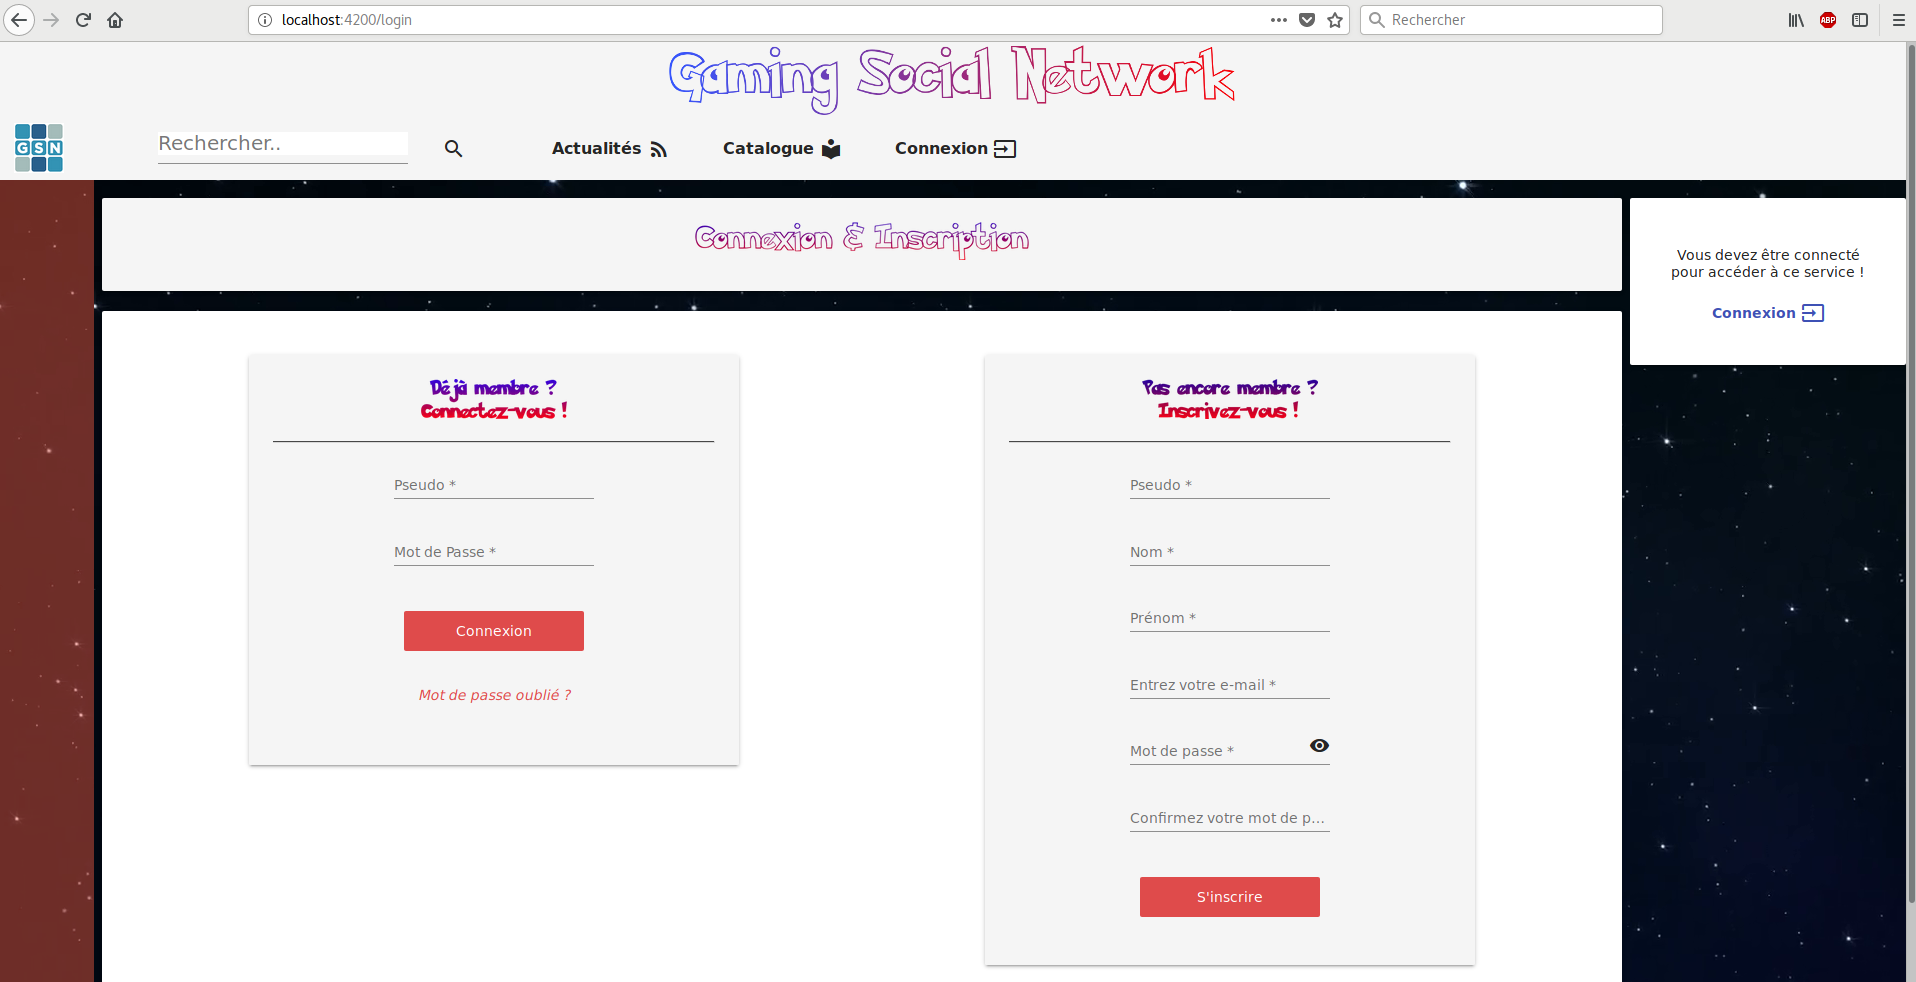 localhost:4200/login
Rechercher
ABP
Gaming Social Network
GSN
Rechercher..
Actualités
Catalogue
Connexion
Connexion & Inscription
Vous devez être connecté
pour accéder à ce service !
Connexion
Déjà membre ?
Connectez-vous !
Pseudo *
Mot de Passe *
Connexion
Mot de passe oublié ?
Pas encore membre ?
Inscrivez-vous !
Pseudo *
Nom *
Prénom *
Entrez votre e-mail *
Mot de passe *
Confirmez votre mot de p...
S'inscrire